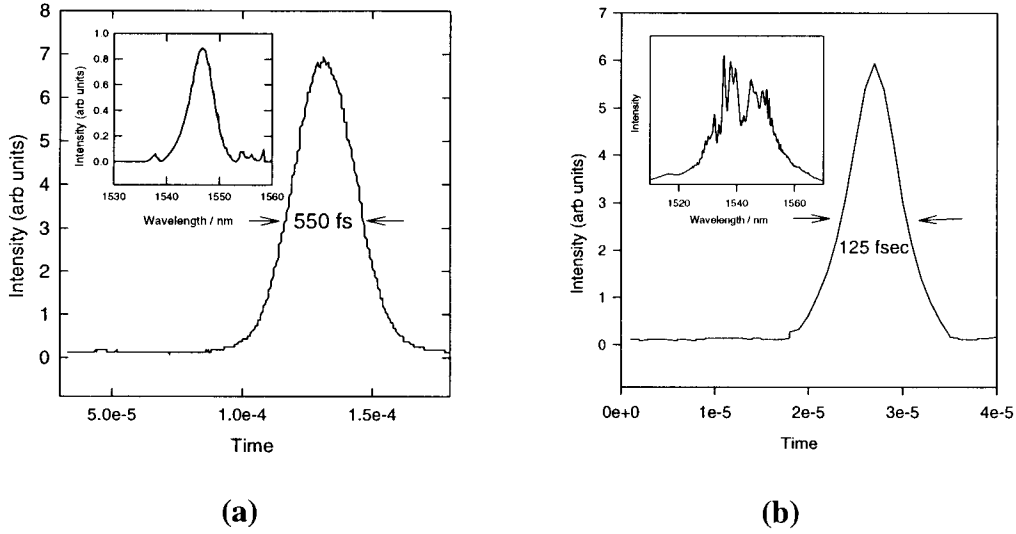 8
7
6
5
4
3
2
1
0
Intensity (arb units)
5.0e-5 1.0e-4 1.5e-4
Time
1.0
0.8
0.6
0.4
0.2
0.0
Intensity (arb units)
1530 1540 1550 1560
Wavelength / nm
550 fs
(a)
7
6
5
4
3
2
1
0
Intensity (arb units)
0e+0 1e-5 2e-5 3e-5 4e-5
Time
Intensity
1520 1540 1560
Wavelength / nm
125 fsec
(b)